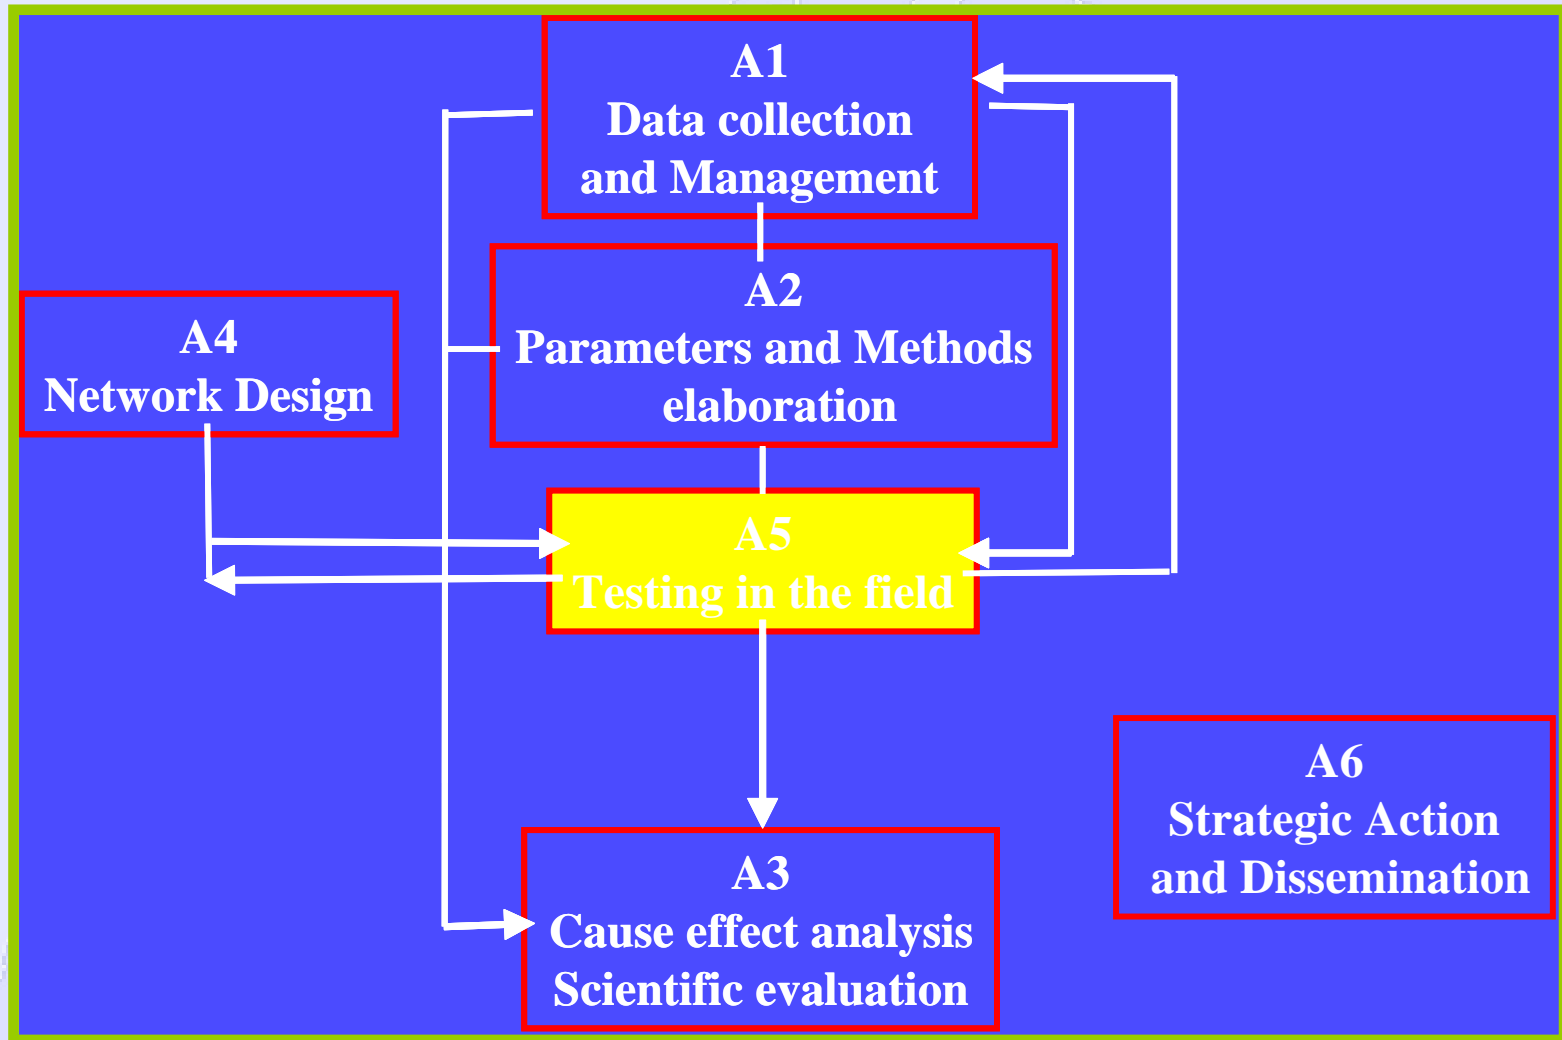 A1
Data collection
and Management
A2
Parameters and Methods
elaboration
A4
Network Design
A5
Testing in the field
A6
Strategic Action
and Dissemination
A3
Cause effect analysis
Scientific evaluation